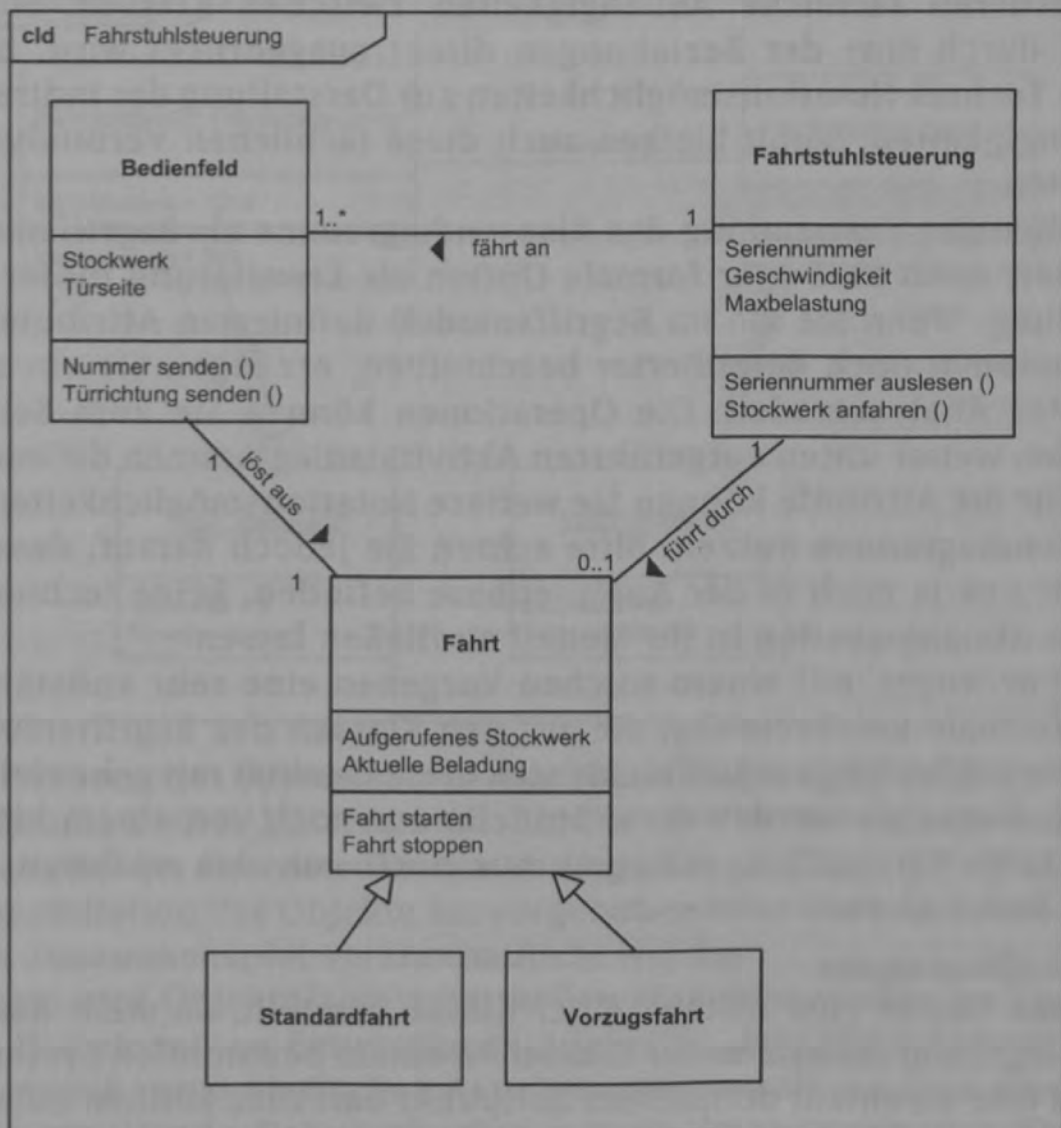 cld Fahrstuhlsteuerung
Bedienfeld
Stockwerk
Türseite
Nummer senden ()
Türrichtung senden ()
1..*
fährt an
1
Fahrtstuhlsteuerung
Seriennummer
Geschwindigkeit
Maxbelastung
Seriennummer auslesen ()
Stockwerk anfahren ()
1
löst aus
1
1
führt durch
0..1
Fahrt
Aufgerufenes Stockwerk
Aktuelle Beladung
Fahrt starten
Fahrt stoppen
Standardfahrt
Vorzugsfahrt